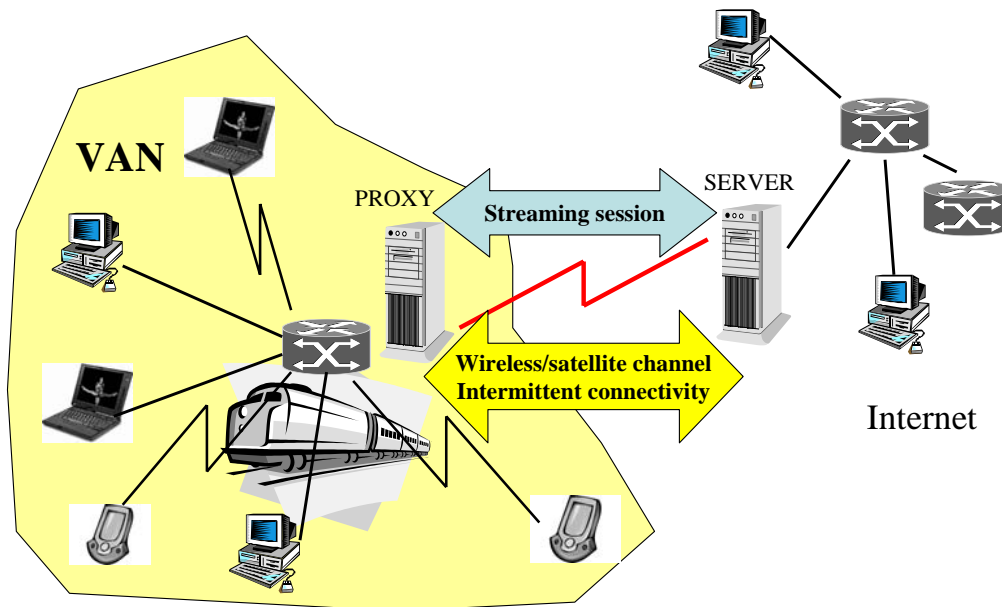 VAN
PROXY
SERVER
Streaming session
Wireless/satellite channel
Intermittent connectivity
Internet